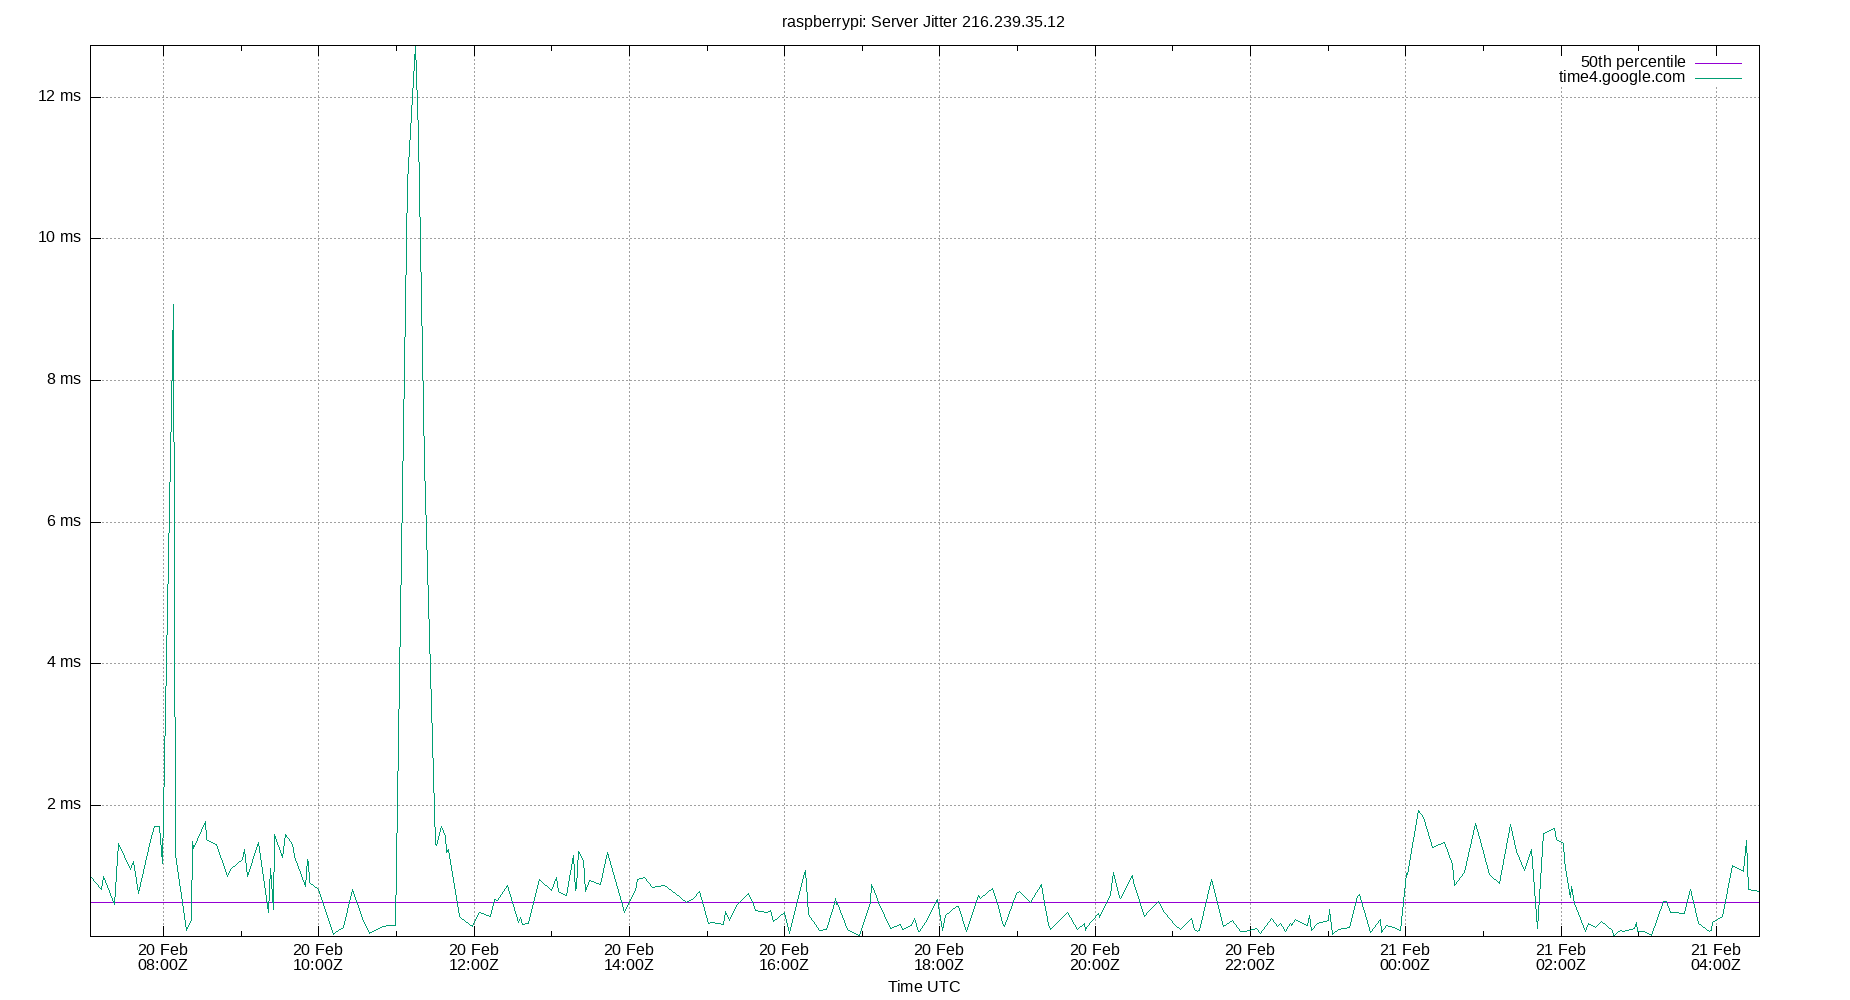 raspberrypi: Server Jitter 216.239.35.12
50th percentile
time4.google.com
12 ms
10 ms
8 ms
6 ms
4 ms
2 ms
20 Feb 20 Feb 20 Feb 20 Feb 20 Feb 20 Feb 20 Feb 20 Feb 21 Feb 21 Feb 21 Feb
08:00Z 10:00Z 12:00Z 14:00Z 16:00Z 18:00Z 20:00Z 22:00Z 00:00Z 02:00Z 04:00Z
Time UTC